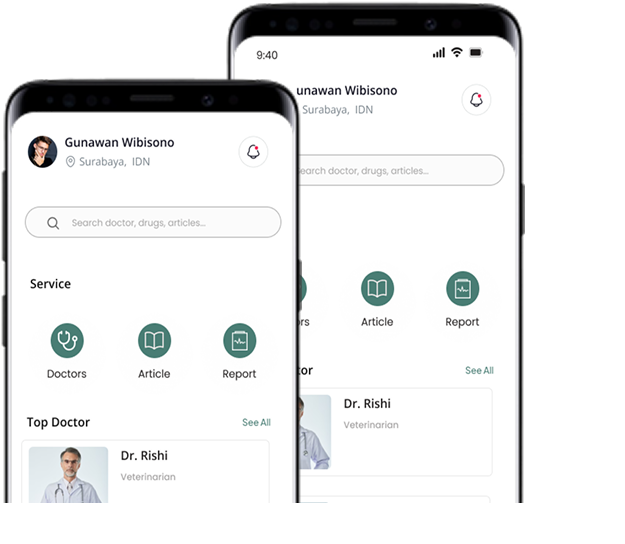 9:40
unawan Wibisono
Surabaya, IDN
earch doctor, drugs, articles...
ors
Article
Report
tor
See All
Dr. Rishi
Veterinarian
Gunawan Wibisono
Surabaya, IDN
Search doctor, drugs, articles...
Service
Doctors
Article
Report
Top Doctor
See All
Dr. Rishi
Veterinarian